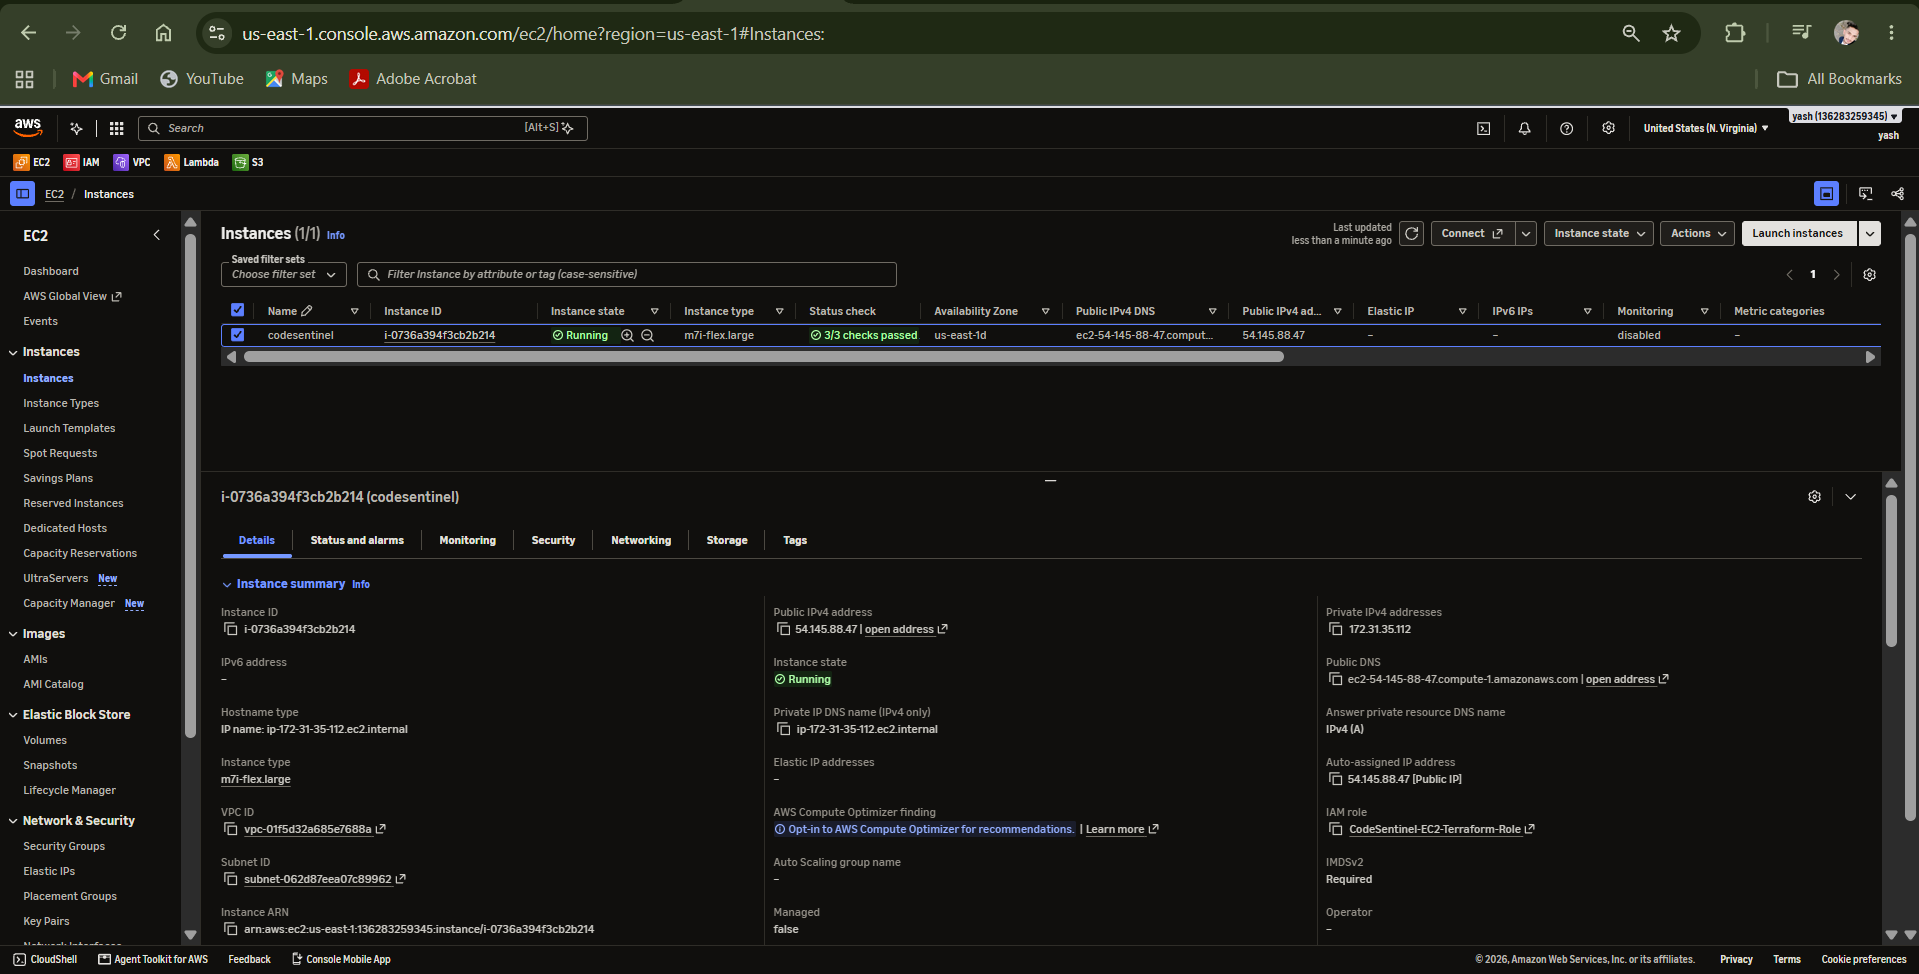 us-east-1.console.aws.amazon.com/ec2/home?region=us-east-1#Instances:
Gmail YouTube Maps Adobe Acrobat All Bookmarks
aws Search [Alt+S] United States (N. Virginia) yash (136283259345)
yash
EC2 IAM VPC Lambda S3
EC2 / Instances
EC2
Dashboard
AWS Global View
Events
Instances
Instances
Instance Types
Launch Templates
Spot Requests
Savings Plans
Reserved Instances
Dedicated Hosts
Capacity Reservations
UltraServers New
Capacity Manager New
Images
AMIs
AMI Catalog
Elastic Block Store
Volumes
Snapshots
Lifecycle Manager
Network & Security
Security Groups
Elastic IPs
Placement Groups
Key Pairs
Network Interfaces
Instances (1/1) Info
Last updated
less than a minute ago
Connect Instance state Actions Launch instances
Saved filter sets
Choose filter set Filter Instance by attribute or tag (case-sensitive) 1
Name Instance ID Instance state Instance type Status check Availability Zone Public IPv4 DNS Public IPv4 ad... Elastic IP IPv6 IPs Monitoring Metric categories
codesentinel i-0736a394f3cb2b214 Running m7i-flex.large 3/3 checks passed us-east-1d ec2-54-145-88-47.comput... 54.145.88.47 – – disabled –
i-0736a394f3cb2b214 (codesentinel)
Details Status and alarms Monitoring Security Networking Storage Tags
Instance summary Info
Instance ID
i-0736a394f3cb2b214
IPv6 address
–
Hostname type
IP name: ip-172-31-35-112.ec2.internal
Instance type
m7i-flex.large
VPC ID
vpc-01f5d32a685e7688a
Subnet ID
subnet-062d87eea07c89962
Instance ARN
arn:aws:ec2:us-east-1:136283259345:instance/i-0736a394f3cb2b214
Public IPv4 address
54.145.88.47 | open address
Instance state
Running
Private IP DNS name (IPv4 only)
ip-172-31-35-112.ec2.internal
Elastic IP addresses
–
AWS Compute Optimizer finding
Opt-in to AWS Compute Optimizer for recommendations. | Learn more
Auto Scaling group name
–
Managed
false
Private IPv4 addresses
172.31.35.112
Public DNS
ec2-54-145-88-47.compute-1.amazonaws.com | open address
Answer private resource DNS name
IPv4 (A)
Auto-assigned IP address
54.145.88.47 [Public IP]
IAM role
CodeSentinel-EC2-Terraform-Role
IMDSv2
Required
Operator
–
CloudShell Agent Toolkit for AWS Feedback Console Mobile App © 2026, Amazon Web Services, Inc. or its affiliates. Privacy Terms Cookie preferences